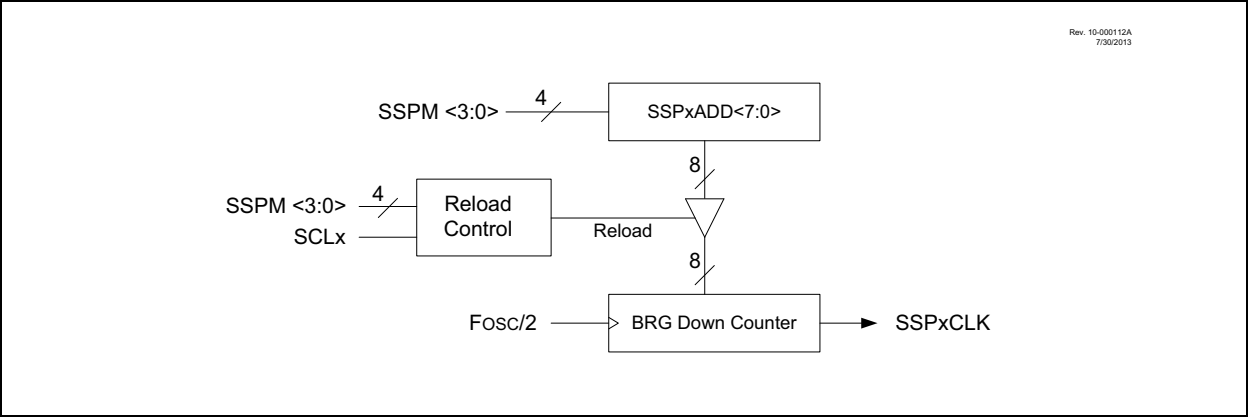 Rev. 10-000112A
7/30/2013
SSPM <3:0>
4
SSPxADD<7:0>
8
SSPM <3:0>
4
SCLx
Reload
Control
Reload
8
FOSC/2
BRG Down Counter
SSPxCLK